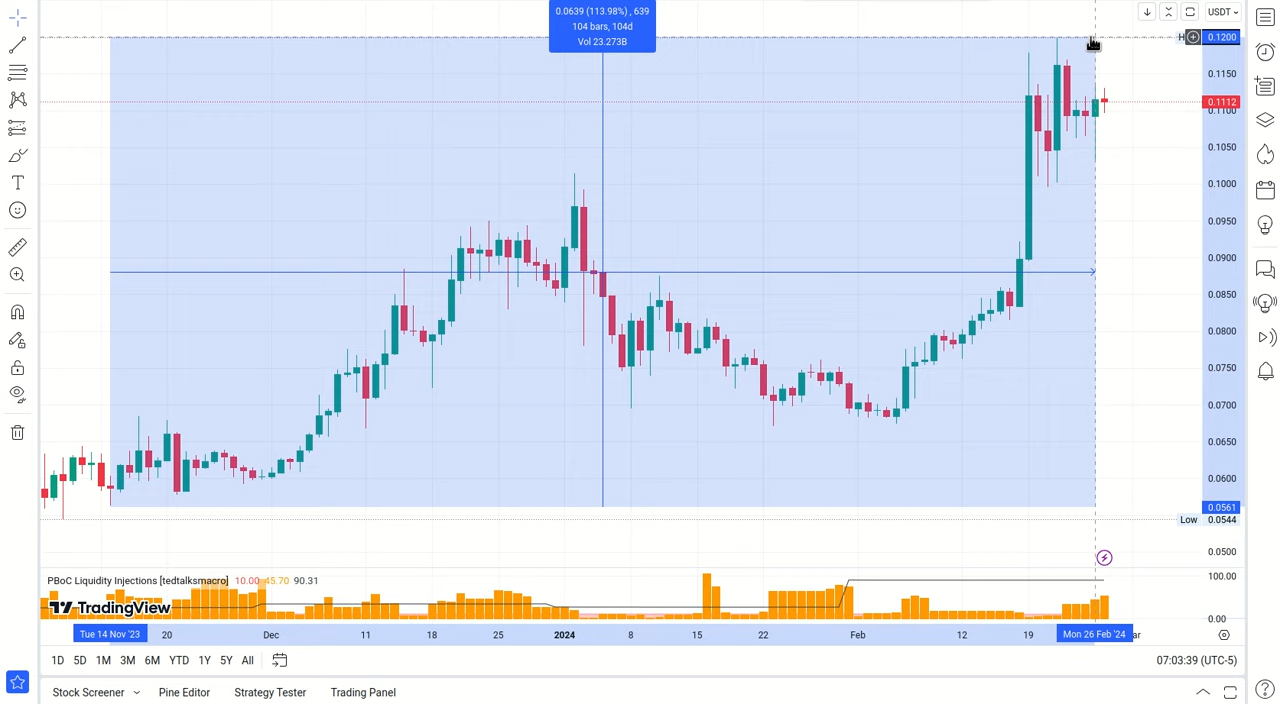 0.0639 (113.98%) , 639
104 bars, 104d
Vol 23.273B
USDT
H
0.1200
0.1150
0.1112
0.1100
0.1050
0.1000
0.0950
0.0900
0.0850
0.0800
0.0750
0.0700
0.0650
0.0600
0.0561
Low 0.0544
0.0500
PBoC Liquidity Injections [tedtalksmacro] 10.00 45.70 90.31
100.00
TradingView
0.00
Tue 14 Nov '23 20 Dec 11 18 25 2024 8 15 22 Feb 12 19 Mon 26 Feb '24 ar
1D 5D 1M 3M 6M YTD 1Y 5Y All
07:03:39 (UTC-5)
Stock Screener Pine Editor Strategy Tester Trading Panel